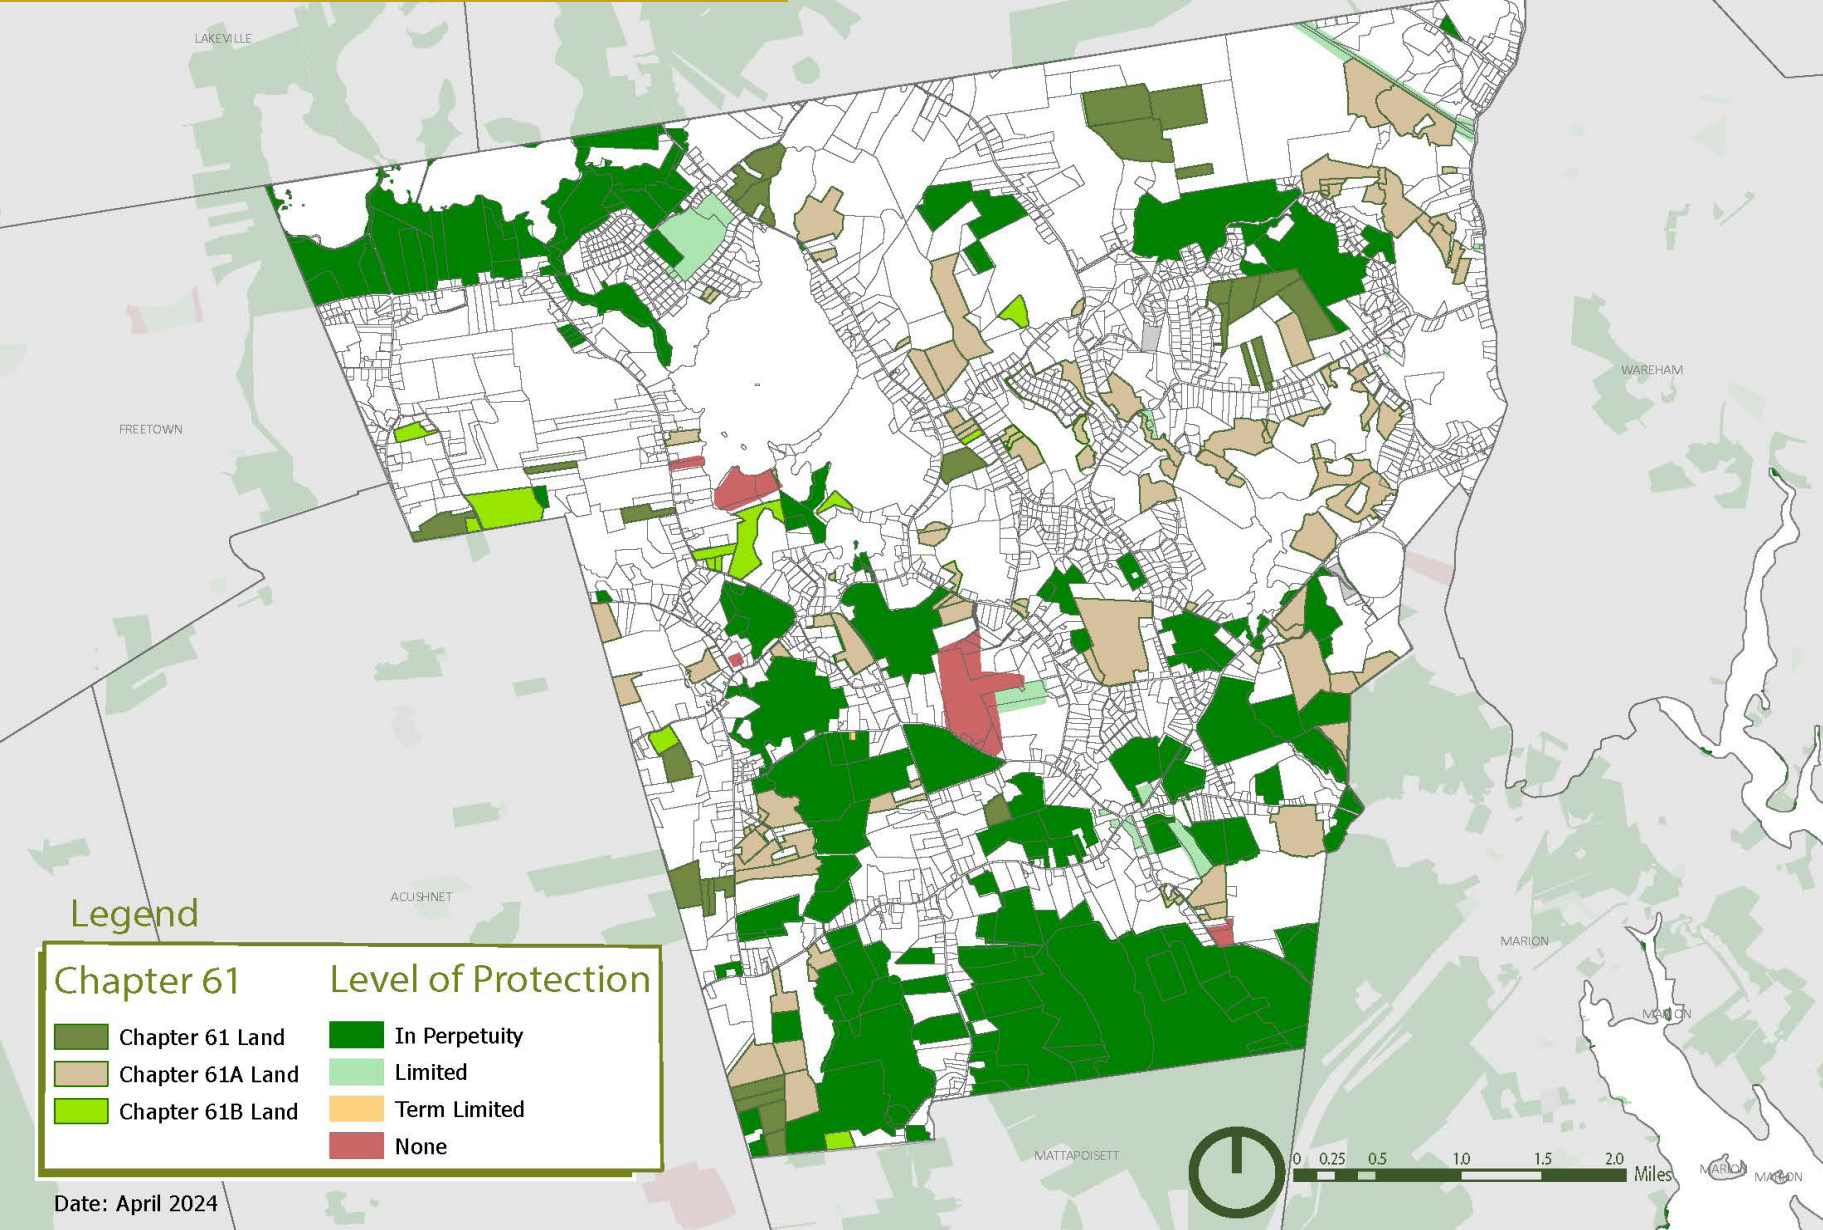 LAKEVILLE
FREETOWN
WAREHAM
ACUSHNET
MARION
MARION
MATTAPOISETT
MARION
MARION
Legend
Chapter 61
Chapter 61 Land
Chapter 61A Land
Chapter 61B Land
Level of Protection
In Perpetuity
Limited
Term Limited
None
0 0.25 0.5 1.0 1.5 2.0
Miles
Date: April 2024